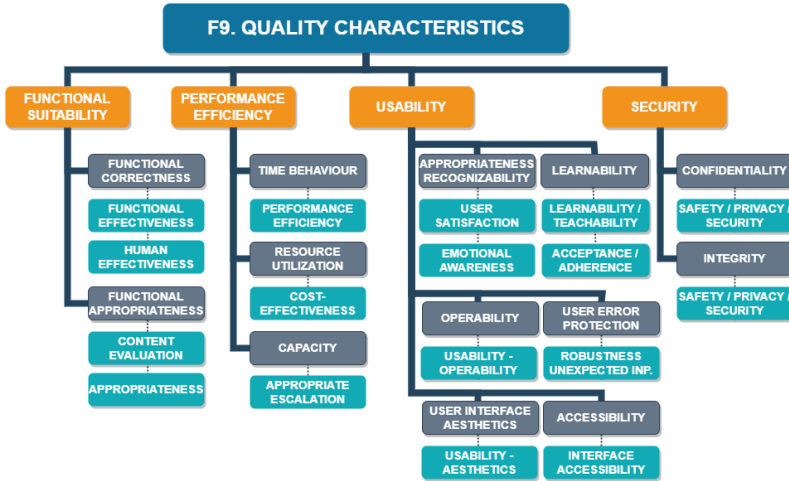 F9. QUALITY CHARACTERISTICS
FUNCTIONAL
SUITABILITY
PERFORMANCE
EFFICIENCY
USABILITY
SECURITY
FUNCTIONAL
CORRECTNESS
FUNCTIONAL
EFFECTIVENESS
HUMAN
EFFECTIVENESS
FUNCTIONAL
APPROPRIATENESS
CONTENT
EVALUATION
APPROPRIATENESS
TIME BEHAVIOUR
PERFORMANCE
EFFICIENCY
RESOURCE
UTILIZATION
COST-
EFFECTIVENESS
CAPACITY
APPROPRIATE
ESCALATION
APPROPRIATENESS
RECOGNIZABILITY
USER
SATISFACTION
EMOTIONAL
AWARENESS
LEARNABILITY
LEARNABILITY /
TEACHABILITY
ACCEPTANCE /
ADHERENCE
OPERABILITY
USABILITY -
OPERABILITY
USER ERROR
PROTECTION
ROBUSTNESS
UNEXPECTED INP.
USER INTERFACE
AESTHETICS
USABILITY -
AESTHETICS
ACCESSIBILITY
INTERFACE
ACCESSIBILITY
CONFIDENTIALITY
SAFETY / PRIVACY /
SECURITY
INTEGRITY
SAFETY / PRIVACY /
SECURITY